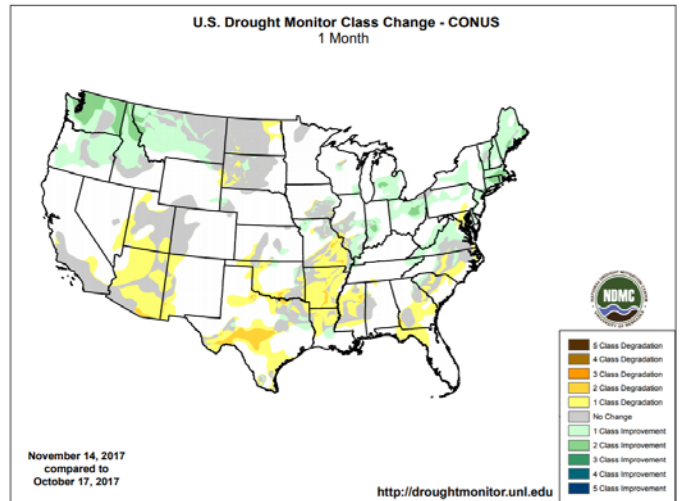 U.S. Drought Monitor Class Change - CONUS
1 Month
NDMC
5 Class Degradation
4 Class Degradation
3 Class Degradation
2 Class Degradation
1 Class Degradation
No Change
1 Class Improvement
2 Class Improvement
3 Class Improvement
4 Class Improvement
5 Class Improvement
November 14, 2017
compared to
October 17, 2017
http://droughtmonitor.unl.edu